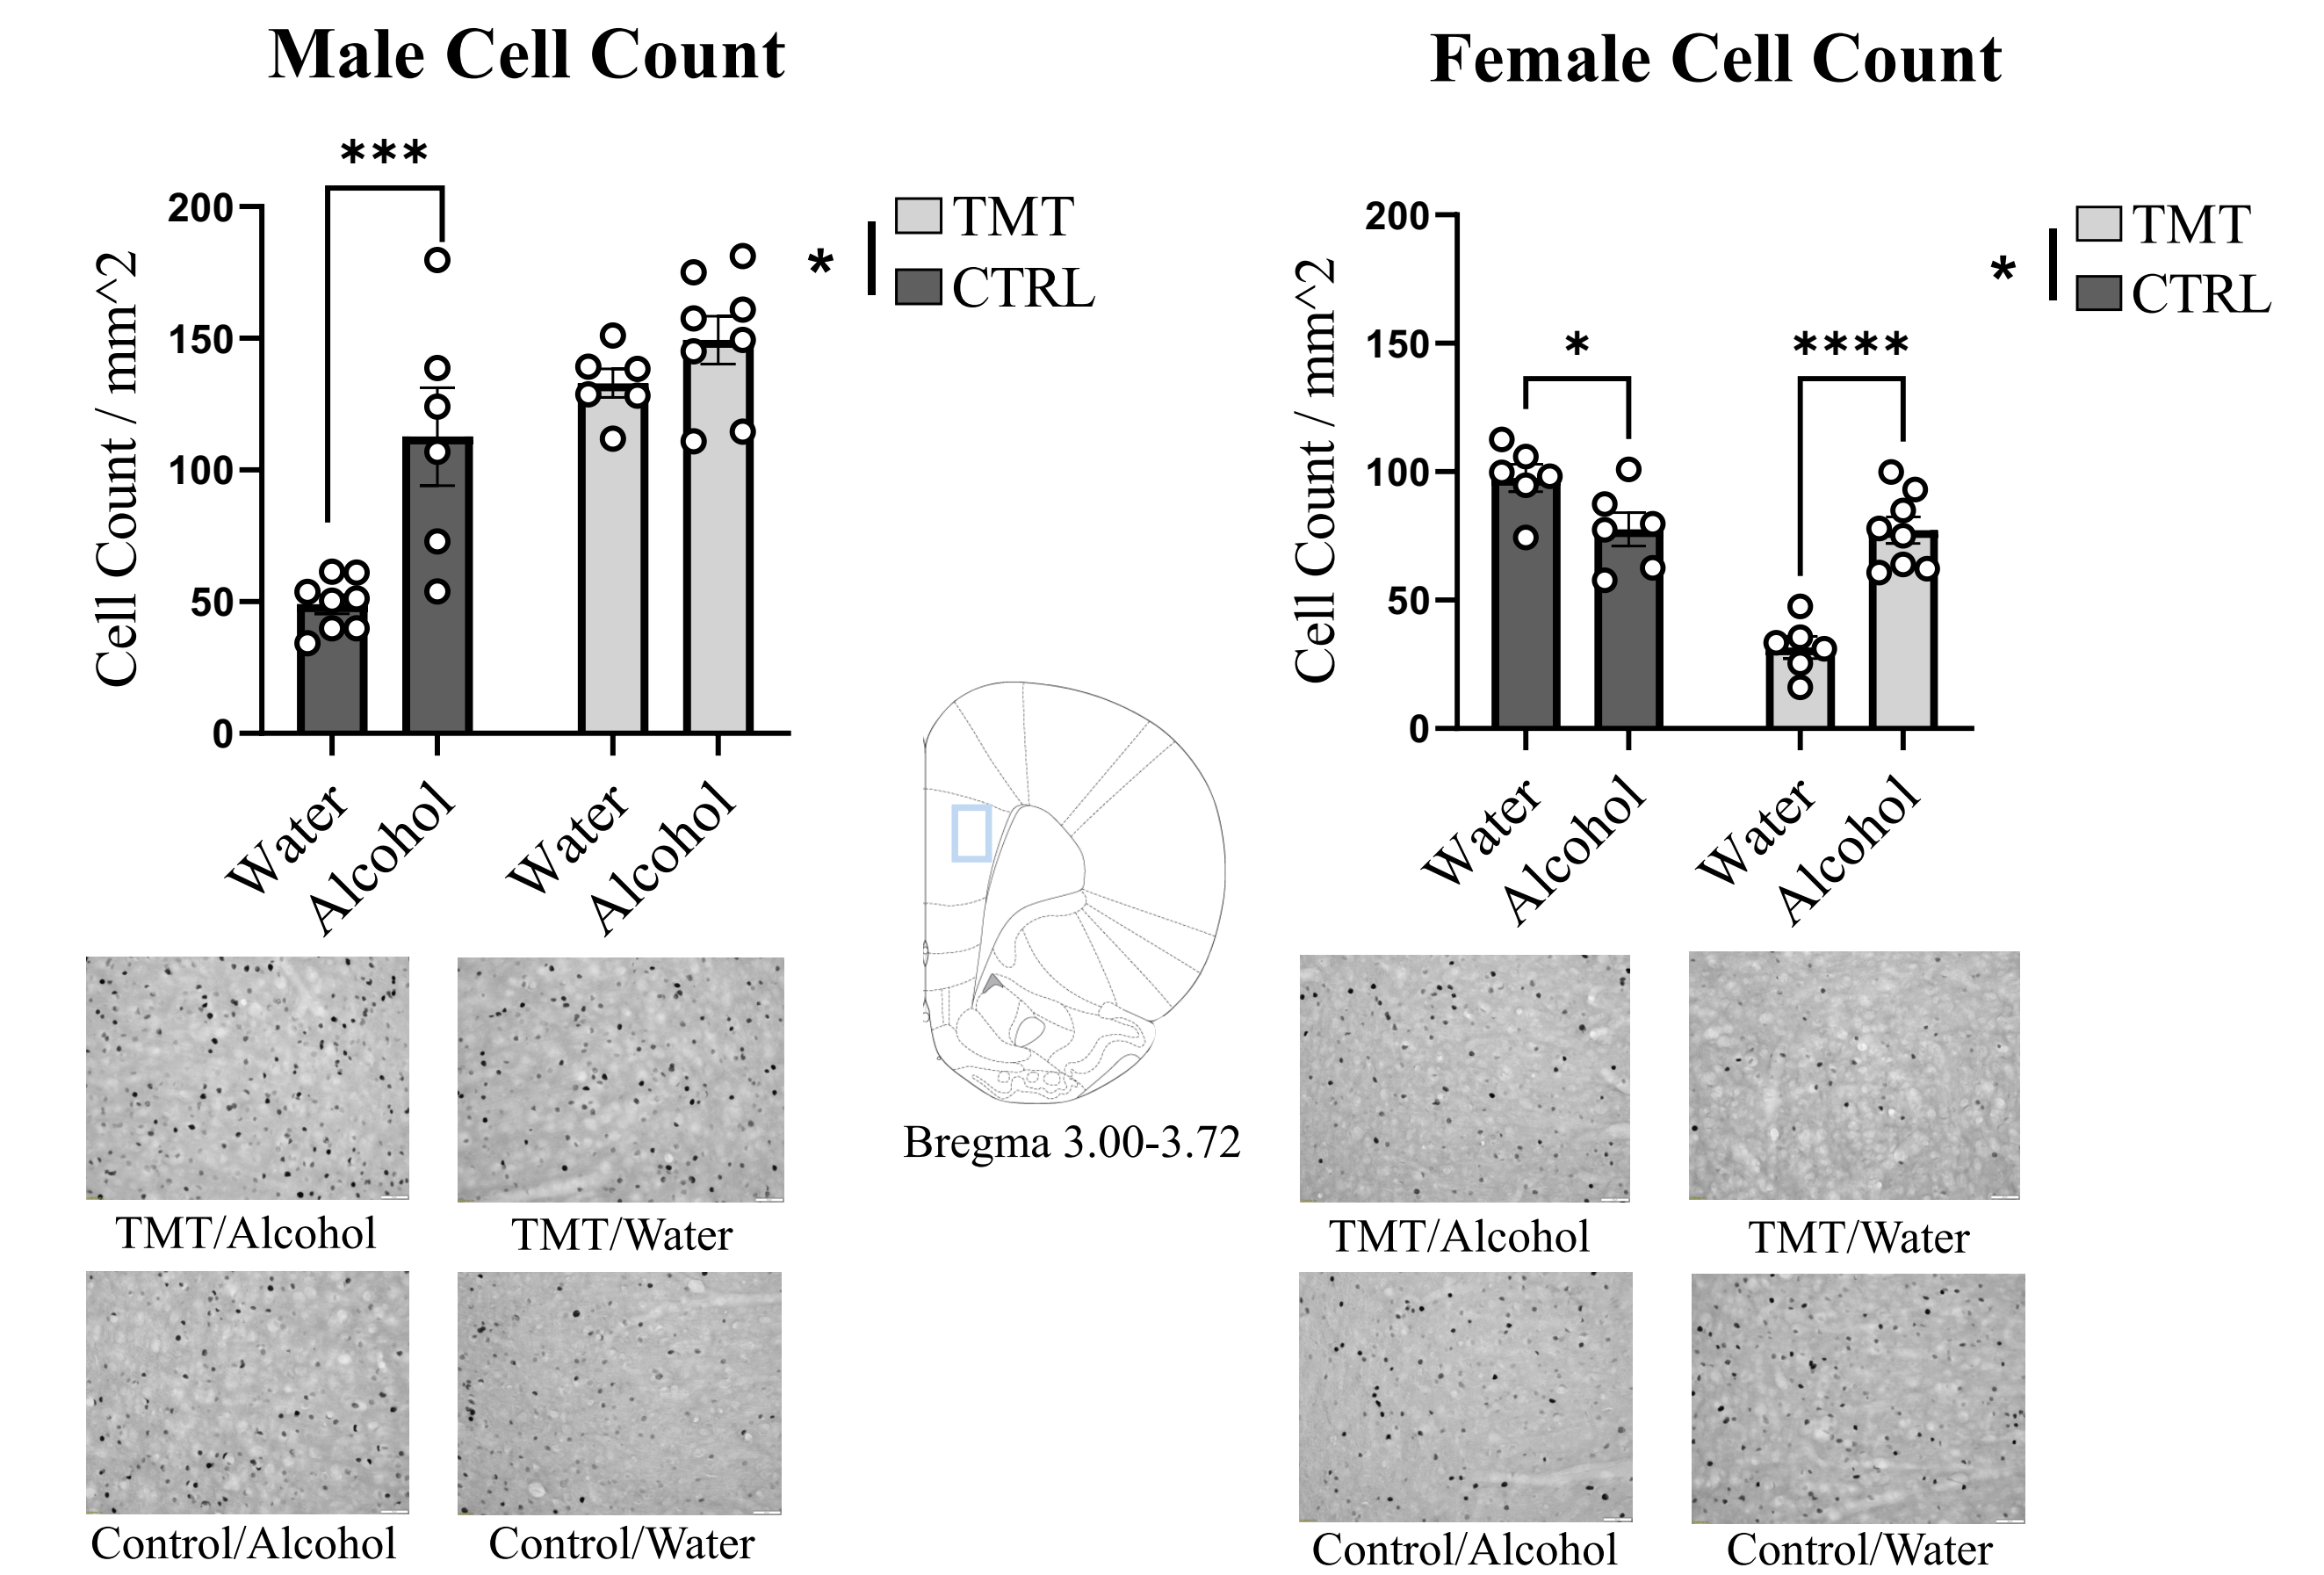 Male Cell Count
Female Cell Count
***
200
150
100
50
0
Cell Count / mm^2
*
TMT
CTRL
Water
Alcohol
Water
Alcohol
200
150
100
50
0
Cell Count / mm^2
*
****
*
TMT
CTRL
Water
Alcohol
Water
Alcohol
Bregma 3.00-3.72
TMT/Alcohol
TMT/Water
Control/Alcohol
Control/Water
TMT/Alcohol
TMT/Water
Control/Alcohol
Control/Water